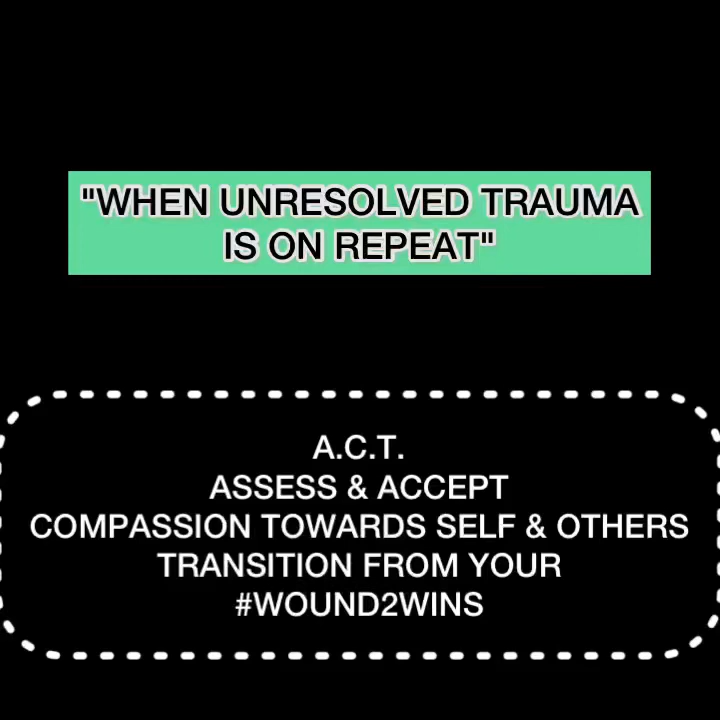 "WHEN UNRESOLVED TRAUMA
IS ON REPEAT"
A.C.T.
ASSESS & ACCEPT
COMPASSION TOWARDS SELF & OTHERS
TRANSITION FROM YOUR
#WOUND2WINS